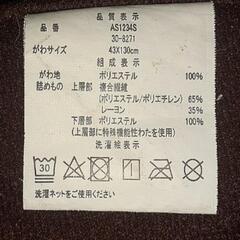 品質表示
品番 AS1234S
30-8271
がわサイズ 43X130cm
組成表示
がわ地 ポリエステル 100%
詰めもの 上層部 複合繊維
(ポリエステル/ポリエチレン) 65%
レーヨン 35%
下層部 ポリエステル 100%
(上層部に特殊機能性わたを使用)
洗濯絵表示
30
洗濯ネットをご使用ください。